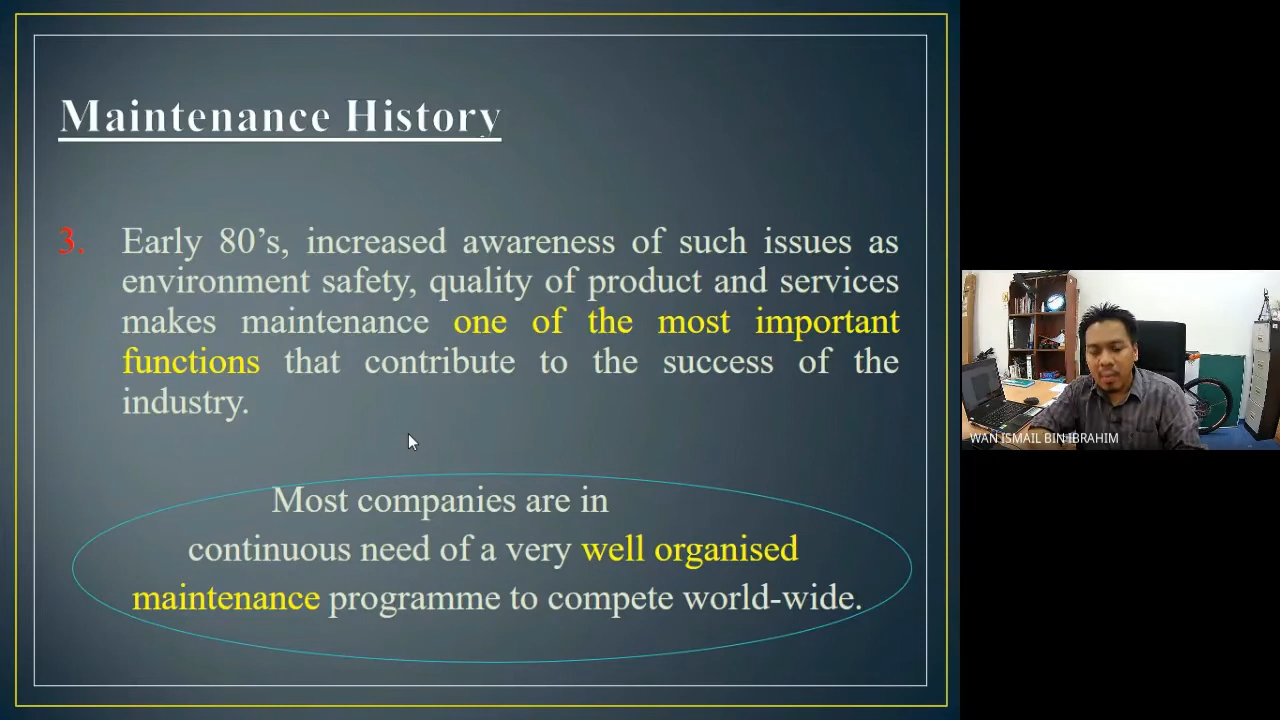 Maintenance History
3. Early 80’s, increased awareness of such issues as
environment safety, quality of product and services
makes maintenance one of the most important
functions that contribute to the success of the
industry.
Most companies are in
continuous need of a very well organised
maintenance programme to compete world-wide.
WAN ISMAIL BIN IBRAHIM